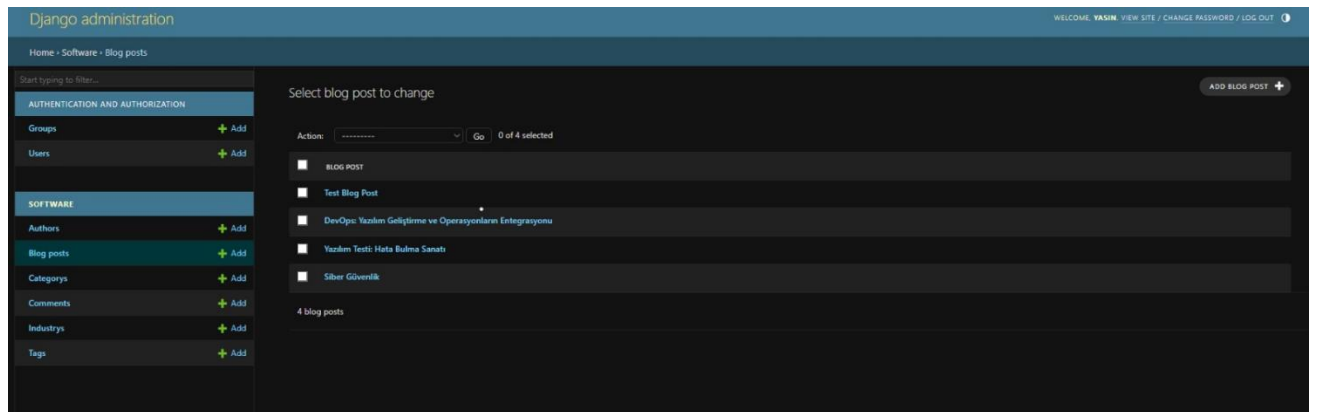 Django administration
WELCOME, YASIN. VIEW SITE / CHANGE PASSWORD / LOG OUT
Home › Software › Blog posts
Start typing to filter...
AUTHENTICATION AND AUTHORIZATION
Groups + Add
Users + Add
SOFTWARE
Authors + Add
Blog posts + Add
Categorys + Add
Comments + Add
Industrys + Add
Tags + Add
Select blog post to change
ADD BLOG POST +
Action: --------- Go 0 of 4 selected
BLOG POST
Test Blog Post
DevOps: Yazılım Geliştirme ve Operasyonların Entegrasyonu
Yazılım Testi: Hata Bulma Sanatı
Siber Güvenlik
4 blog posts